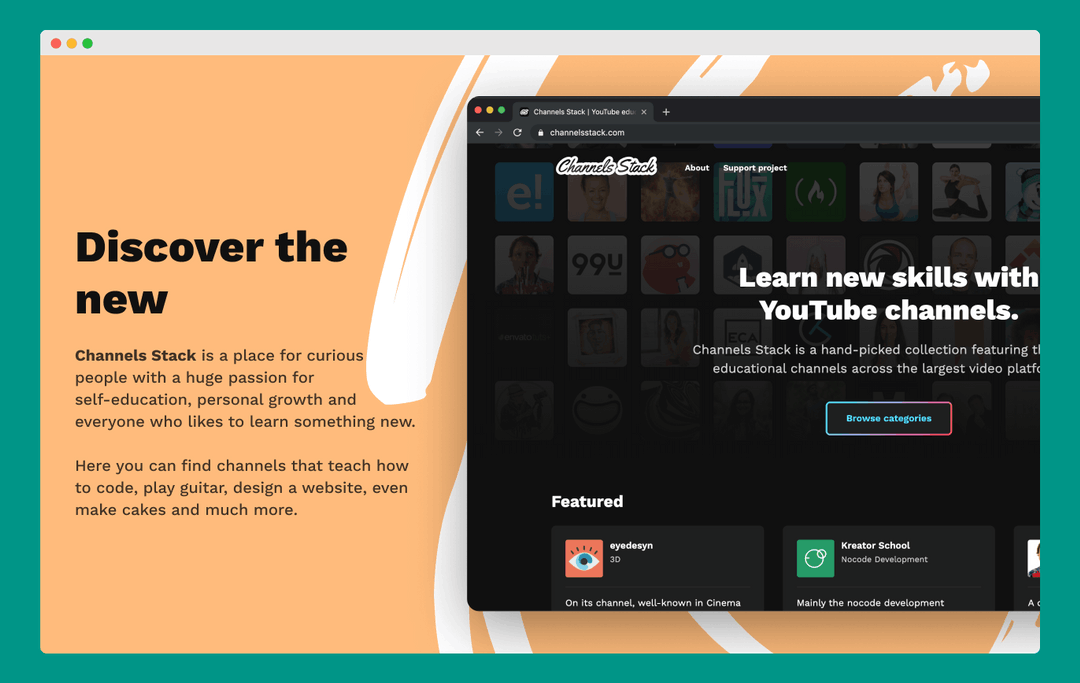 Discover the
new
Channels Stack is a place for curious
people with a huge passion for
self-education, personal growth and
everyone who likes to learn something new.
Here you can find channels that teach how
to code, play guitar, design a website, even
make cakes and much more.
Channels Stack | YouTube edu
channelsstack.com
Channels Stack
About
Support project
e!
FLUX
99U
ECA
Learn new skills with
YouTube channels.
Channels Stack is a hand-picked collection featuring th
educational channels across the largest video platfo
Browse categories
Featured
eyedesyn
3D
On its channel, well-known in Cinema
Kreator School
Nocode Development
Mainly the nocode development
A c